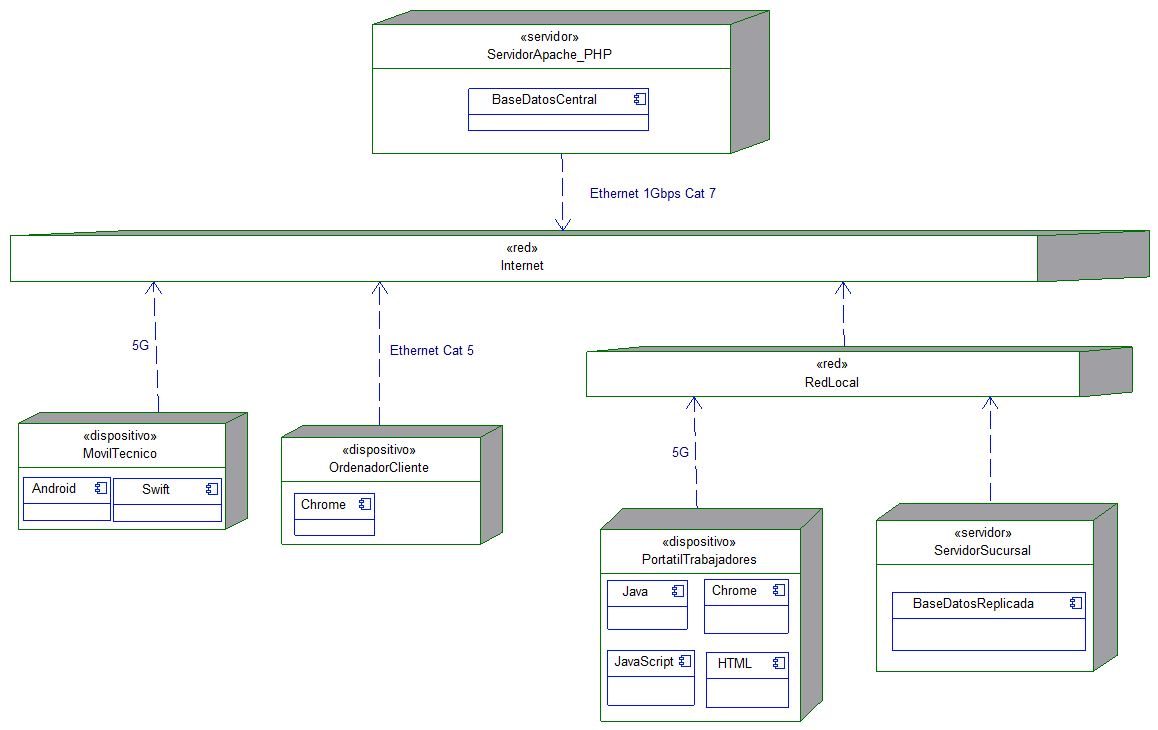 «servidor»
ServidorApache_PHP
BaseDatosCentral
Ethernet 1Gbps Cat 7
«red»
Internet
5G
Ethernet Cat 5
«red»
RedLocal
«dispositivo»
MovilTecnico
Android
Swift
«dispositivo»
OrdenadorCliente
Chrome
5G
«dispositivo»
PortatilTrabajadores
Java
Chrome
JavaScript
HTML
«servidor»
ServidorSucursal
BaseDatosReplicada